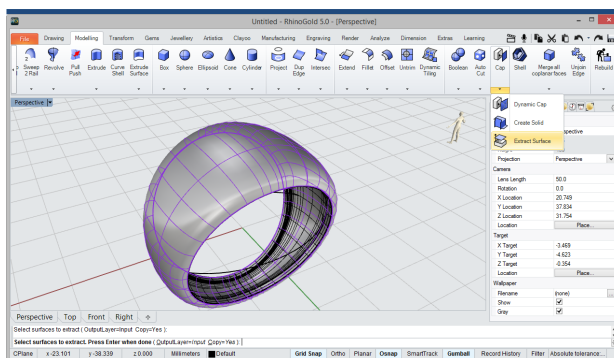 Untitled - RhinoGold 5.0 - [Perspective]
File Drawing Modelling Transform Gems Jewellery Artistics Clayoo Manufacturing Engraving Render Analyze Dimension Extras Learning
Sweep 2 Rail Revolve Pull Push Extrude Curve Shell Extrude Surface Box Sphere Ellipsoid Cone Cylinder Project Dup Edge Intersec Extend Fillet Offset Untrim Dynamic Tiling Boolean Auto Cut Cap Shell Merge all coplanar faces Unjoin Edge Rebuild
Perspective
Dynamic Cap
Create Solid
Extract Surface
Projection Perspective
Camera
Lens Length 50.0
Rotation 0.0
X Location 20.749
Y Location 37.834
Z Location 31.754
Location Place...
Target
X Target -3.469
Y Target -4.623
Z Target -0.354
Location Place...
Wallpaper
Filename (none)
Show
Gray
Perspective Top Front Right
Select surfaces to extract ( OutputLayer=Input Copy=Yes ):
Select surfaces to extract. Press Enter when done ( OutputLayer=Input Copy=Yes ):
CPlane x -23.101 y -38.339 z 0.000 Millimeters Default Grid Snap Ortho Planar Osnap SmartTrack Gumball Record History Filter Absolute tolerance:...